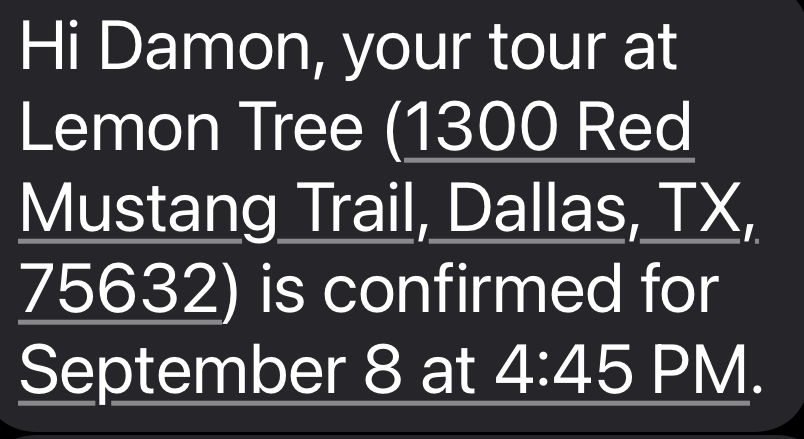 Hi Damon, your tour at
Lemon Tree (1300 Red
Mustang Trail, Dallas, TX,
75632) is confirmed for
September 8 at 4:45 PM.